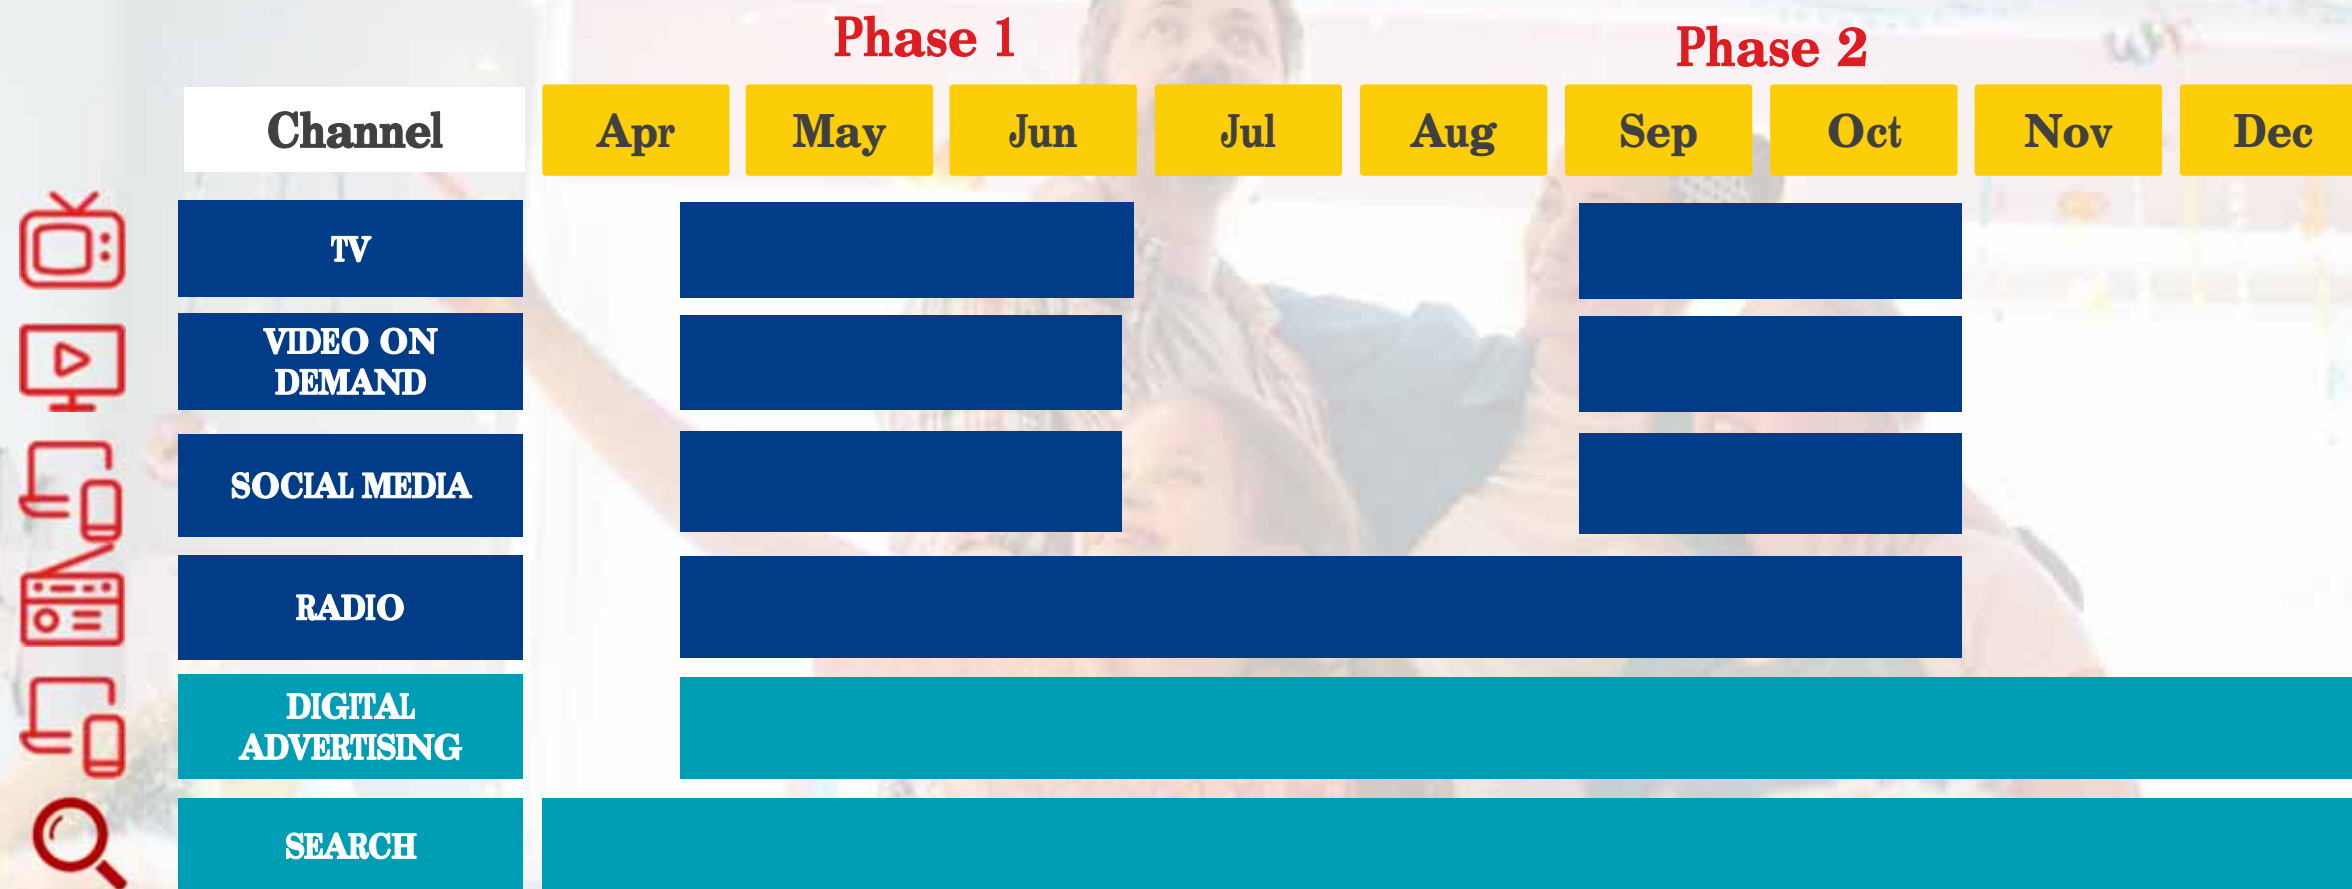 Phase 1
Phase 2
Channel Apr May Jun Jul Aug Sep Oct Nov Dec
TV
VIDEO ON
DEMAND
SOCIAL MEDIA
RADIO
DIGITAL
ADVERTISING
SEARCH